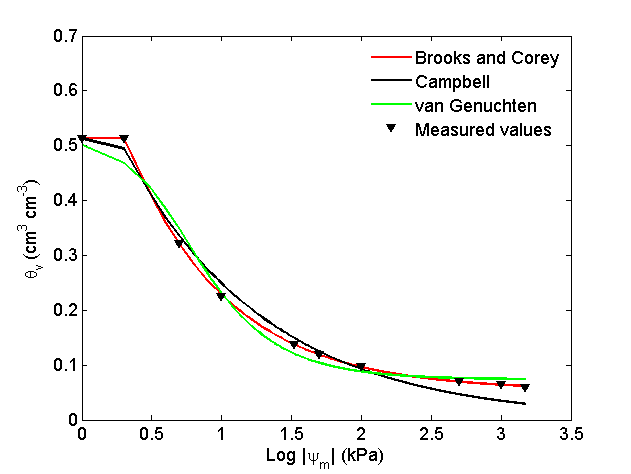 0.7
0.6
0.5
0.4
0.3
0.2
0.1
0
θv (cm3 cm-3)
Brooks and Corey
Campbell
van Genuchten
Measured values
0 0.5 1 1.5 2 2.5 3 3.5
Log |ψm| (kPa)